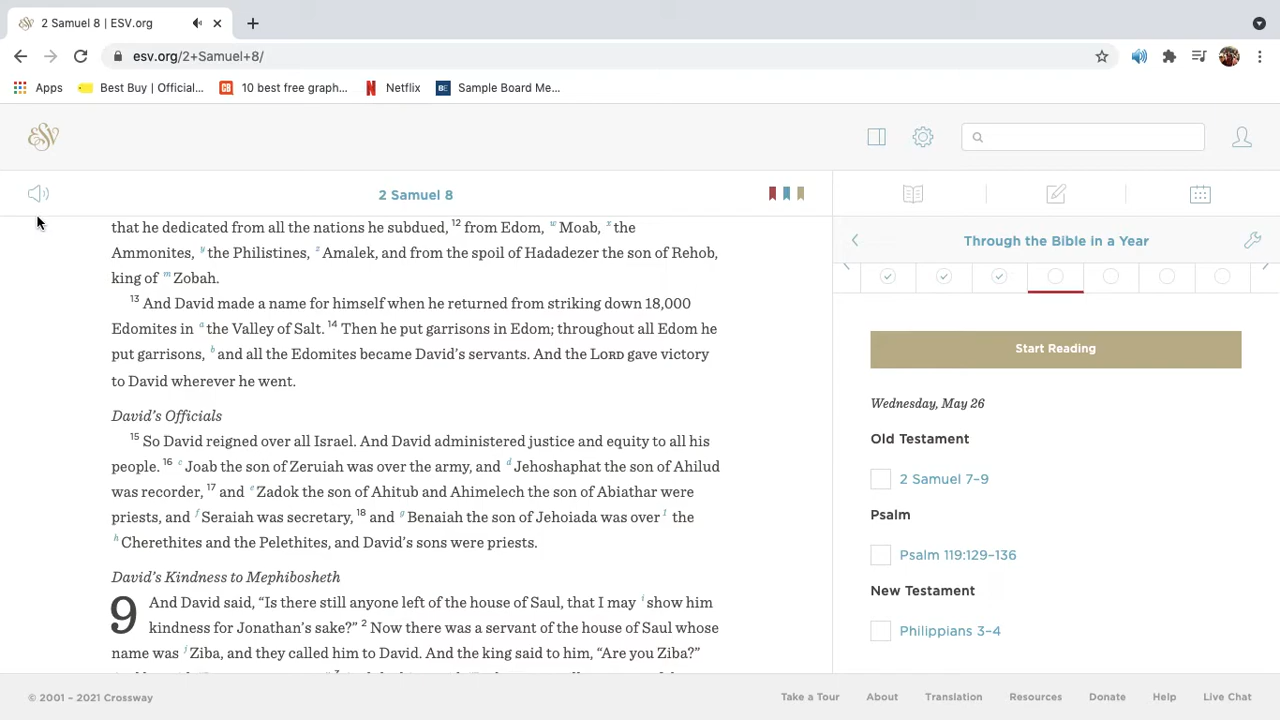 2 Samuel 8 | ESV.org
esv.org/2+Samuel+8/
Apps Best Buy | Official... 10 best free graph... Netflix Sample Board Me...
ESV
2 Samuel 8
that he dedicated from all the nations he subdued, 12 from Edom, w Moab, x the
Ammonites, y the Philistines, z Amalek, and from the spoil of Hadadezer the son of Rehob,
king of m Zobah.
13 And David made a name for himself when he returned from striking down 18,000
Edomites in a the Valley of Salt. 14 Then he put garrisons in Edom; throughout all Edom he
put garrisons, b and all the Edomites became David’s servants. And the LORD gave victory
to David wherever he went.
David’s Officials
15 So David reigned over all Israel. And David administered justice and equity to all his
people. 16 c Joab the son of Zeruiah was over the army, and d Jehoshaphat the son of Ahilud
was recorder, 17 and e Zadok the son of Ahitub and Ahimelech the son of Abiathar were
priests, and f Seraiah was secretary, 18 and g Benaiah the son of Jehoiada was over 1 the
h Cherethites and the Pelethites, and David’s sons were priests.
David’s Kindness to Mephibosheth
9 And David said, “Is there still anyone left of the house of Saul, that I may i show him
kindness for Jonathan’s sake?” 2 Now there was a servant of the house of Saul whose
name was j Ziba, and they called him to David. And the king said to him, “Are you Ziba?”
Through the Bible in a Year
Start Reading
Wednesday, May 26
Old Testament
2 Samuel 7–9
Psalm
Psalm 119:129–136
New Testament
Philippians 3–4
© 2001 – 2021 Crossway Take a Tour About Translation Resources Donate Help Live Chat